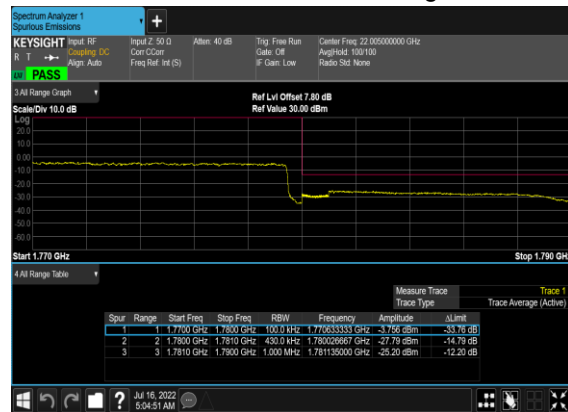 Spectrum Analyzer 1
Spurious Emissions
+
KEYSIGHT Input: RF Input Z: 50 Ω Atten: 40 dB Trig: Free Run Center Freq: 22.005000000 GHz
R T Coupling: DC Corr CCorr Gate: Off Avg|Hold: 100/100
Align: Auto Freq Ref: Int (S) IF Gain: Low Radio Std: None
PASS
3 All Range Graph
Ref Lvl Offset 7.80 dB
Scale/Div 10.0 dB Ref Value 30.00 dBm
Log
20.0
10.0
0.00
-10.0
-20.0
-30.0
-40.0
-50.0
-60.0
Start 1.770 GHz Stop 1.790 GH
4 All Range Table
Measure Trace Trace 1
Trace Type Trace Average (Active)
Spur Range Start Freq Stop Freq RBW Frequency Amplitude ΔLimit
1 1 1.7700 GHz 1.7800 GHz 100.0 kHz 1.770633333 GHz -3.756 dBm -33.76 dB
2 2 1.7800 GHz 1.7810 GHz 430.0 kHz 1.780026667 GHz -27.79 dBm -14.79 dB
3 3 1.7810 GHz 1.7900 GHz 1.000 MHz 1.781135000 GHz -25.20 dBm -12.20 dB
? Jul 16, 2022
5:04:51 AM